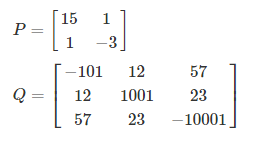 P = [ 15 1
1 −3 ]
Q = [ −101 12 57
12 1001 23
57 23 −10001 ]